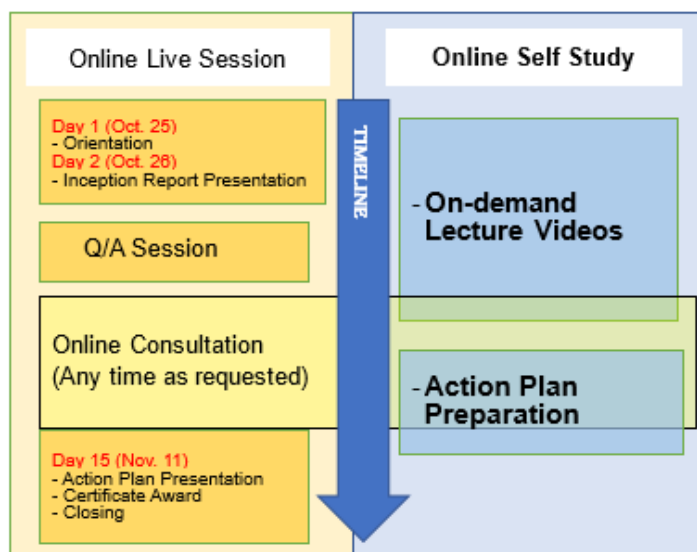 Online Live Session
Day 1 (Oct. 25)
- Orientation
Day 2 (Oct. 26)
- Inception Report Presentation
Q/A Session
Online Consultation
(Any time as requested)
Day 15 (Nov. 11)
- Action Plan Presentation
- Certificate Award
- Closing
TIMELINE
Online Self Study
- On-demand
Lecture Videos
- Action Plan
Preparation